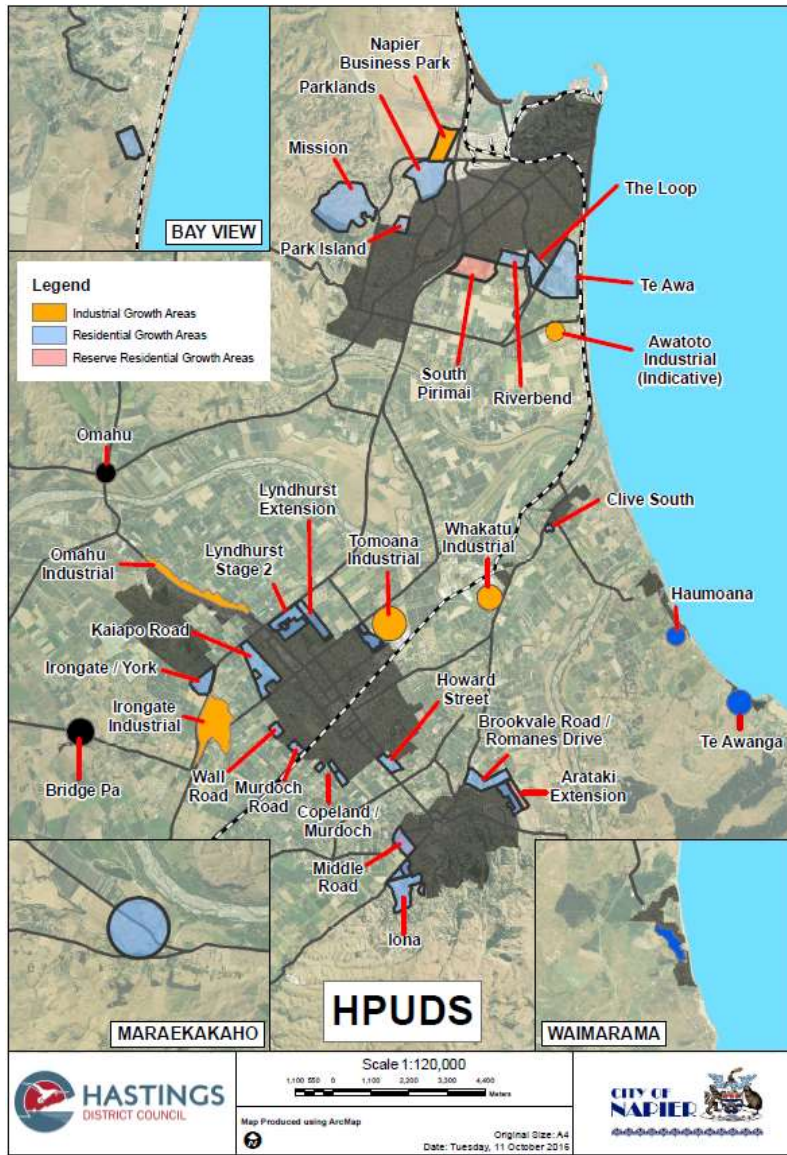 Napier
Business Park
Parklands
Mission
The Loop
BAY VIEW
Park Island
Legend
Industrial Growth Areas
Residential Growth Areas
Reserve Residential Growth Areas
Te Awa
Awatoto
Industrial
(Indicative)
South
Pirimai
Riverbend
Omahu
Lyndhurst
Extension
Clive South
Omahu
Industrial
Lyndhurst
Stage 2
Tomoana
Industrial
Whakatu
Industrial
Haumoana
Kaiapo Road
Irongate / York
Howard
Street
Irongate
Industrial
Brookvale Road /
Romanes Drive
Te Awanga
Bridge Pa
Wall
Road
Murdoch
Road
Copeland /
Murdoch
Arataki
Extension
Middle
Road
Iona
MARAEKAKAHO
HPUDS
WAIMARAMA
HASTINGS
DISTRICT COUNCIL
Scale 1:120,000
1,100 550 0 1,100 2,200 3,300 4,400
Meters
Map Produced using ArcMap
Original Size: A4
Date: Tuesday, 11 October 2016
CITY OF
NAPIER